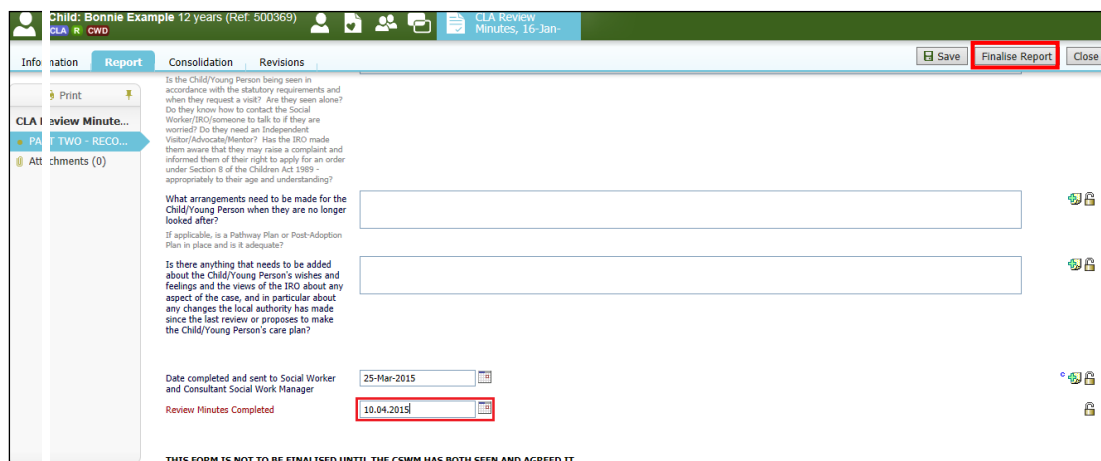 Child: Bonnie Example 12 years (Ref: 500369)
CLA R CWD
CLA Review
Minutes, 16-Jan-
Report
Consolidation
Revisions
Save
Finalise Report
Close
Print
CLA
Minute...
TWO - RECO...
(0)
Is the Child/Young Person being seen in
accordance with the statutory requirements and
when they request a visit? Are they seen alone?
Do they know how to contact the Social
Worker/IRO/someone to talk to if they are
worried? Do they need an Independent
Visitor/Advocate/Mentor? Has the IRO made
them aware that they may raise a complaint and
informed them of their right to apply for an order
under Section 8 of the Children Act 1989 -
appropriately to their age and understanding?
What arrangements need to be made for the
Child/Young Person when they are no longer
looked after?
If applicable, is a Pathway Plan or Post-Adoption
Plan in place and is it adequate?
Is there anything that needs to be added
about the Child/Young Person's wishes and
feelings and the views of the IRO about any
aspect of the case, and in particular about
any changes the local authority has made
since the last review or proposes to make
the Child/Young Person's care plan?
Date completed and sent to Social Worker
and Consultant Social Work Manager
25-Mar-2015
c
Review Minutes Completed
10.04.2015
THIS FORM IS NOT TO BE FINALISED UNTIL THE CSWM HAS BOTH SEEN AND AGREED IT